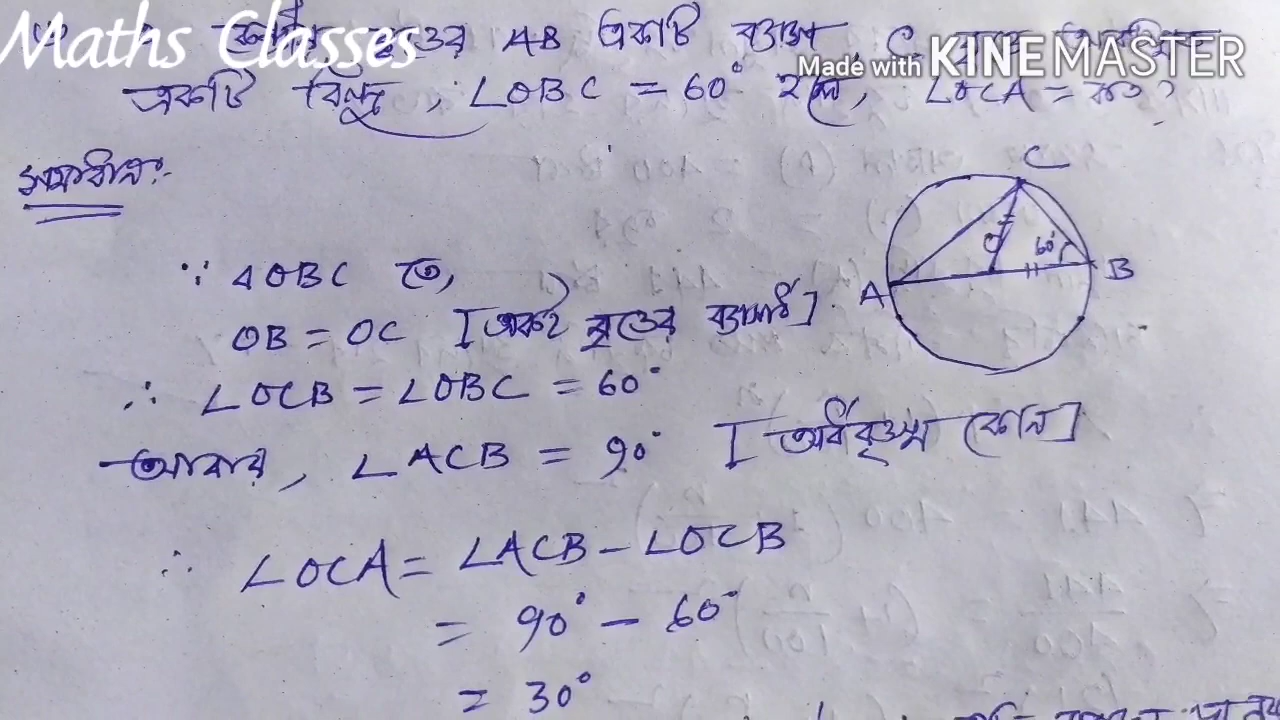 Maths Classes
বৃত্তের AB একটি ব্যাস C
Made with KINEMASTER
একটি বিন্দু, ∠OBC = 60° হলে, ∠OCA = কত?
সমাধান:-
C
O
60°
A
B
∵ △OBC তে,
OB = OC [একই বৃত্তের ব্যাসার্ধ]
∴ ∠OCB = ∠OBC = 60°
আবার, ∠ACB = 90° [অর্ধবৃত্তস্থ কোন]
∴ ∠OCA = ∠ACB - ∠OCB
= 90° - 60°
= 30°